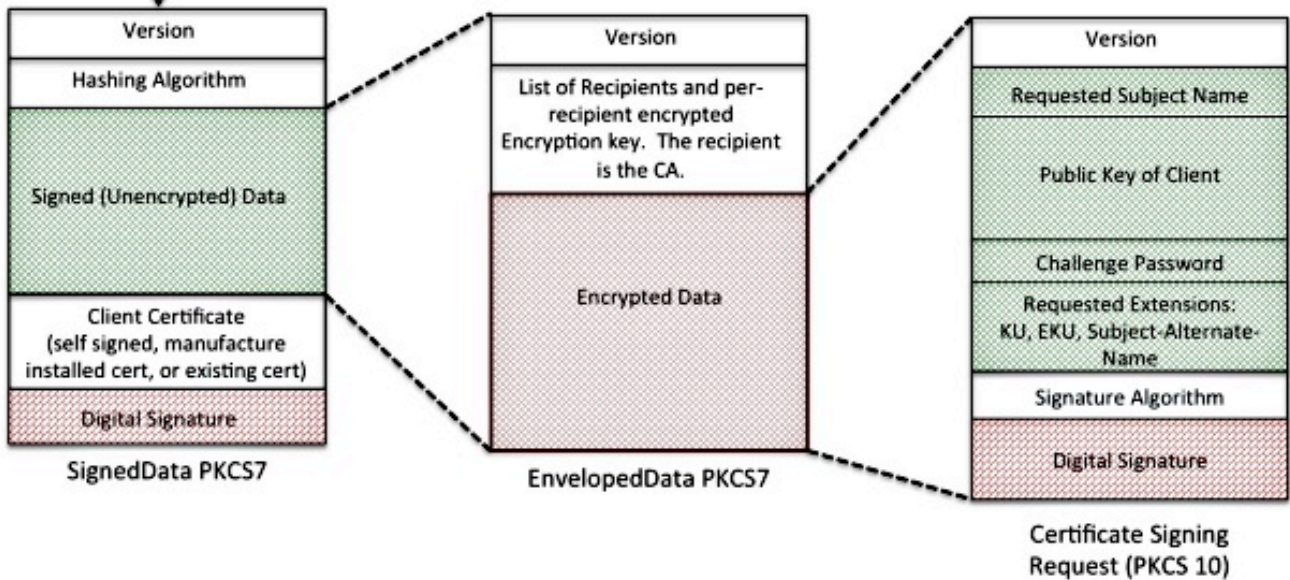 Version
Hashing Algorithm
Signed (Unencrypted) Data
Client Certificate
(self signed, manufacture
installed cert, or existing cert)
Digital Signature
SignedData PKCS7
Version
List of Recipients and per-
recipient encrypted
Encryption key. The recipient
is the CA.
Encrypted Data
EnvelopedData PKCS7
Version
Requested Subject Name
Public Key of Client
Challenge Password
Requested Extensions:
KU, EKU, Subject-Alternate-
Name
Signature Algorithm
Digital Signature
Certificate Signing
Request (PKCS 10)